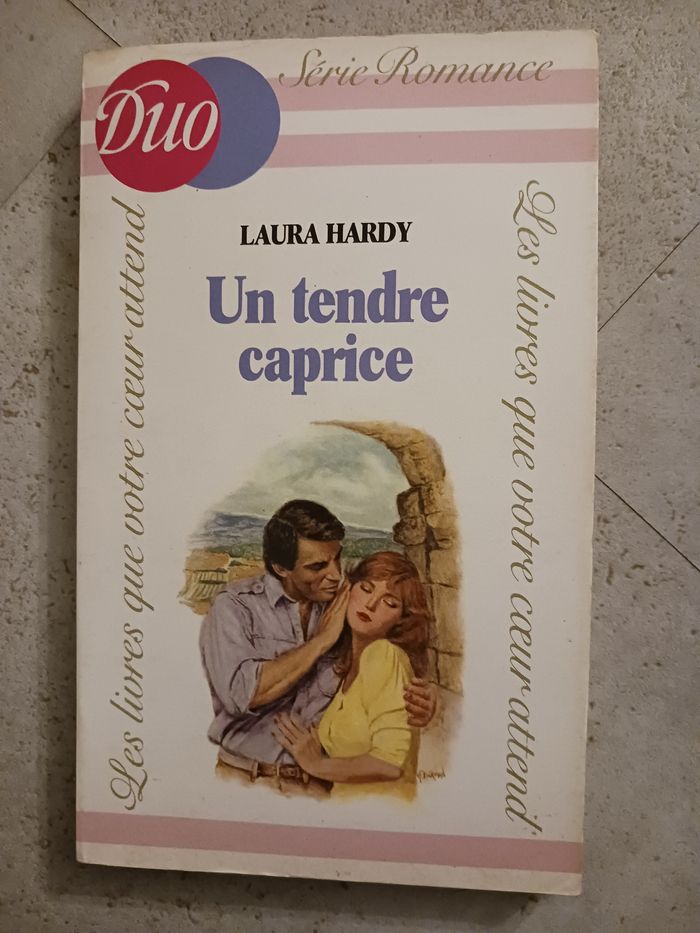 Duo
Série Romance
LAURA HARDY
Un tendre
caprice
Les livres que votre cœur attend
Les livres que votre cœur attend